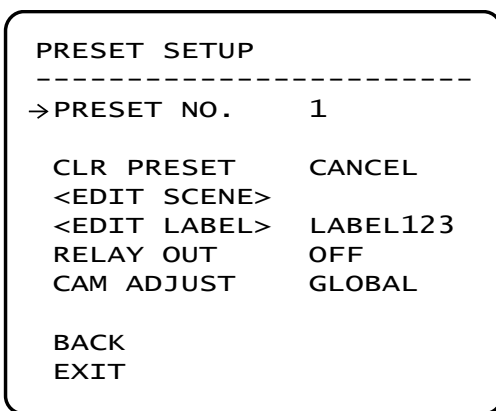 PRESET SETUP
------------------------
→PRESET NO. 1
CLR PRESET CANCEL
<EDIT SCENE>
<EDIT LABEL> LABEL123
RELAY OUT OFF
CAM ADJUST GLOBAL
BACK
EXIT